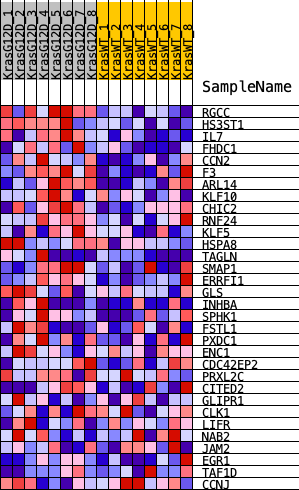 KrasG12D_1
KrasG12D_2
KrasG12D_3
KrasG12D_4
KrasG12D_5
KrasG12D_6
KrasG12D_7
KrasG12D_8
KrasWT_1
KrasWT_2
KrasWT_3
KrasWT_4
KrasWT_5
KrasWT_6
KrasWT_7
KrasWT_8
SampleName
RGCC
HS3ST1
IL7
FHDC1
CCN2
F3
ARL14
KLF10
CHIC2
RNF24
KLF5
HSPA8
TAGLN
SMAP1
ERRFI1
GLS
INHBA
SPHK1
FSTL1
PXDC1
ENC1
CDC42EP2
PRXL2C
CITED2
GLIPR1
CLK1
LIFR
NAB2
JAM2
EGR1
TAF1D
CCNJ